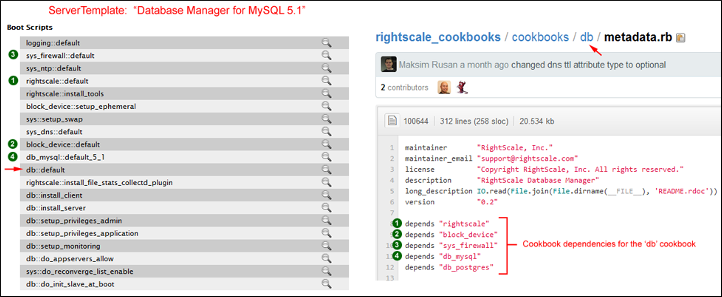 ServerTemplate: "Database Manager for MySQL 5.1"
Boot Scripts
logging::default
3 sys_firewall::default
sys_ntp::default
1 rightscale::default
rightscale::install_tools
block_device::setup_ephemeral
sys::setup_swap
sys_dns::default
2 block_device::default
4 db_mysql::default_5_1
db::default
rightscale::install_file_stats_collectd_plugin
db::install_client
db::install_server
db::setup_privileges_admin
db::setup_privileges_application
db::setup_monitoring
db::do_appservers_allow
sys::do_reconverge_list_enable
db::do_init_slave_at_boot
rightscale_cookbooks / cookbooks / db / metadata.rb
Maksim Rusan a month ago changed dns ttl attribute type to optional
2 contributors
100644 312 lines (258 sloc) 20.534 kb
1 maintainer "RightScale, Inc."
2 maintainer_email "support@rightscale.com"
3 license "Copyright RightScale, Inc. All rights reserved."
4 description "RightScale Database Manager"
5 long_description IO.read(File.join(File.dirname(__FILE__), 'README.rdoc'))
6 version "0.2"
7
1 depends "rightscale"
2 depends "block_device"
3 depends "sys_firewall"
4 depends "db_mysql"
depends "db_postgres"
Cookbook dependencies for the 'db' cookbook